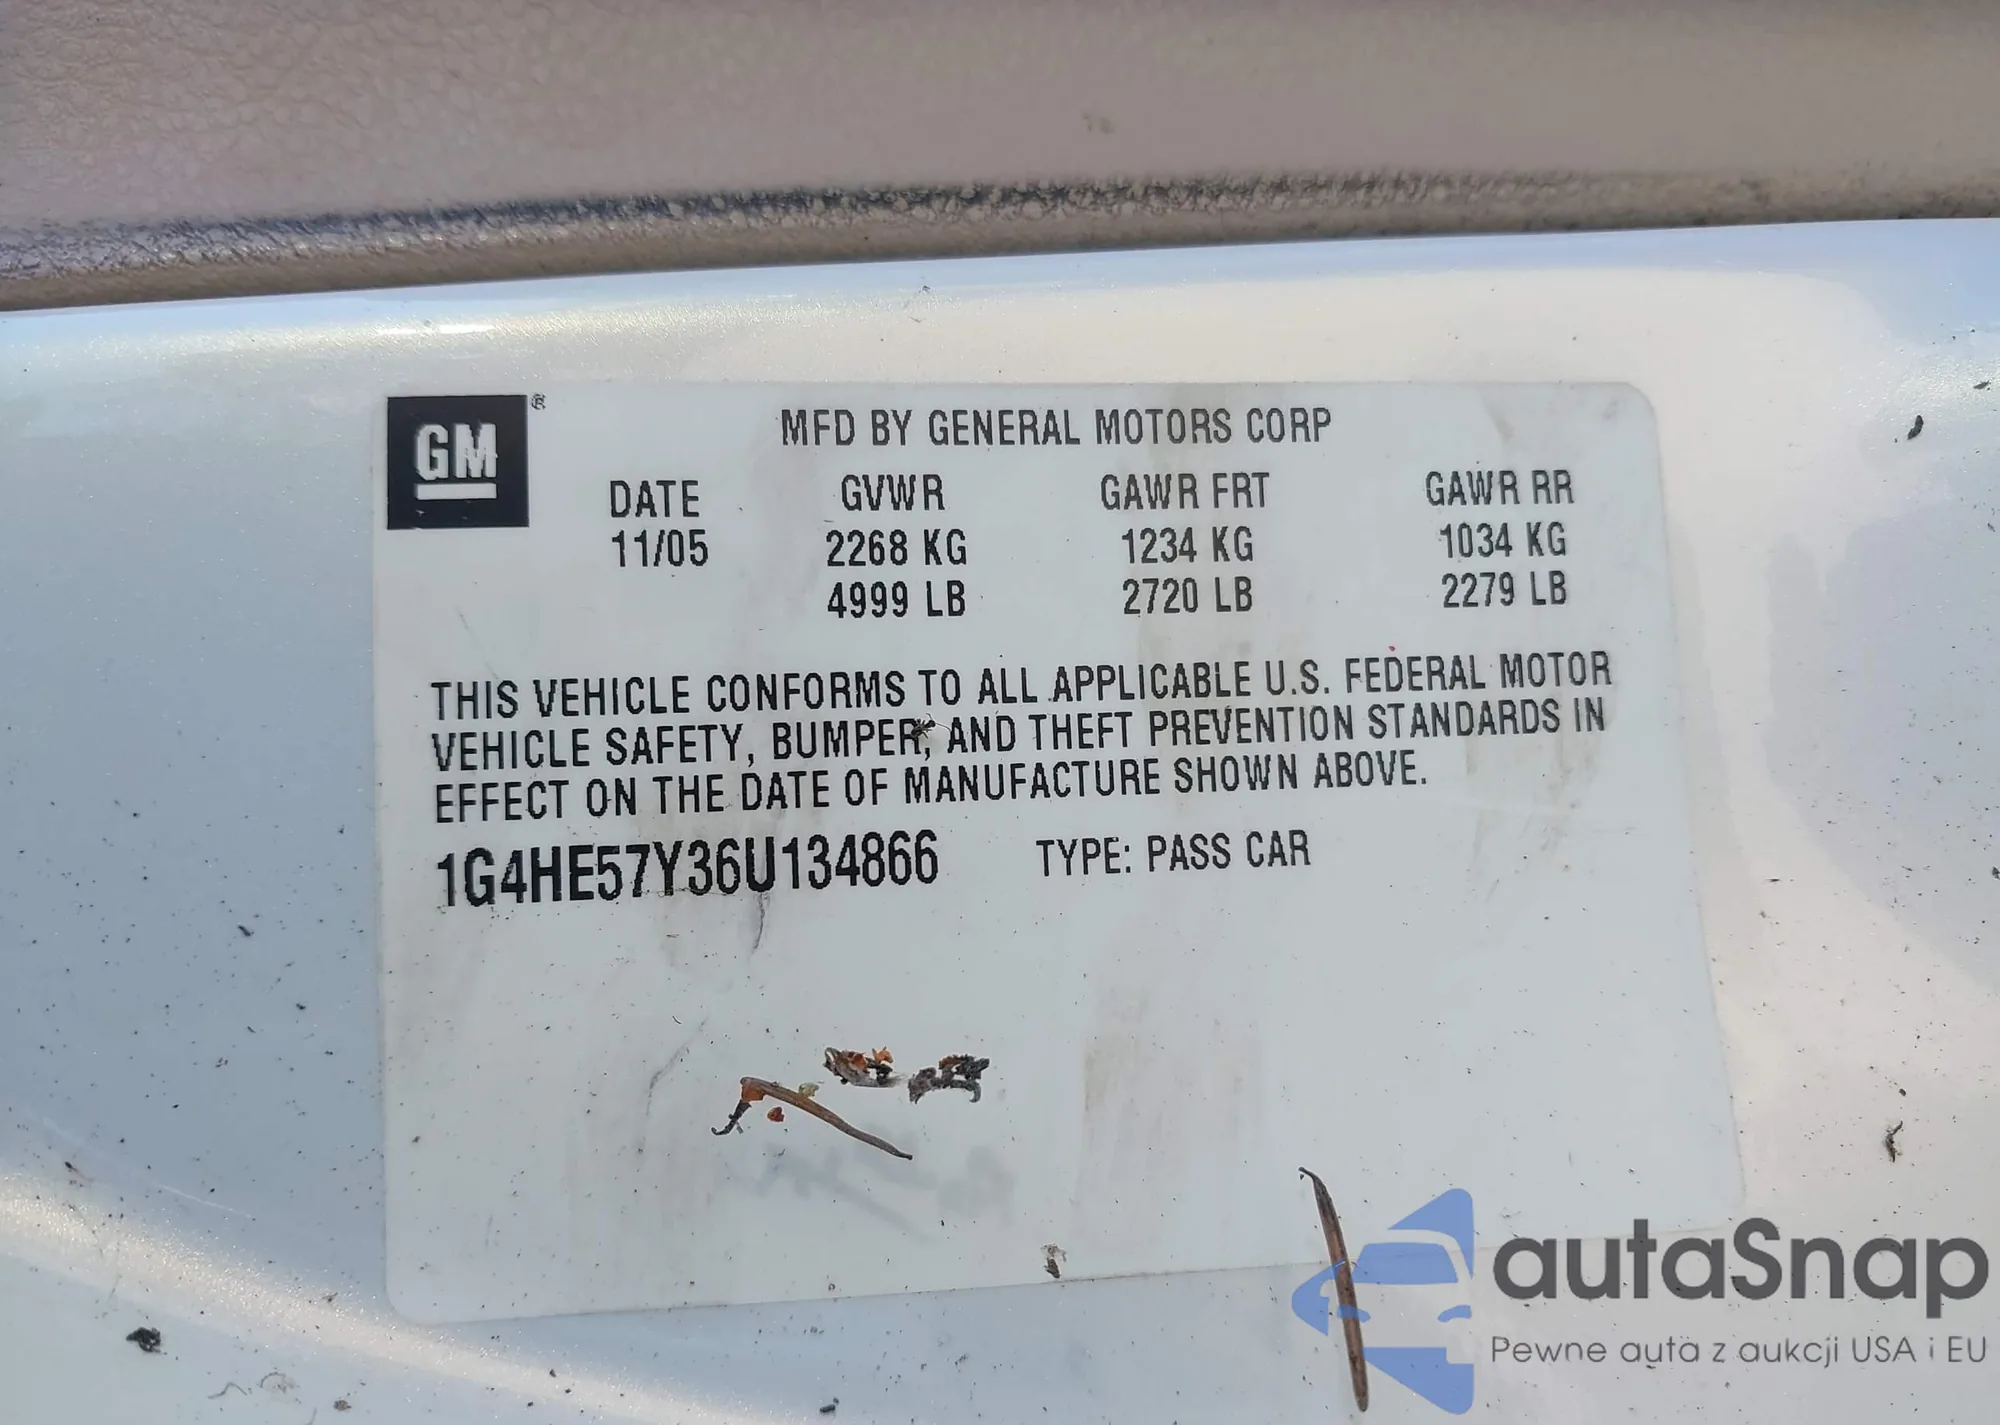 GM ®
MFD BY GENERAL MOTORS CORP
DATE GVWR GAWR FRT GAWR RR
11/05 2268 KG 1234 KG 1034 KG
4999 LB 2720 LB 2279 LB
THIS VEHICLE CONFORMS TO ALL APPLICABLE U.S. FEDERAL MOTOR
VEHICLE SAFETY, BUMPER, AND THEFT PREVENTION STANDARDS IN
EFFECT ON THE DATE OF MANUFACTURE SHOWN ABOVE.
1G4HE57Y36U134866 TYPE: PASS CAR
autaSnap
Pewne auta z aukcji USA i EU